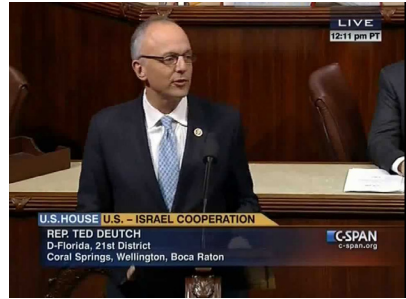 LIVE
12:11 pm PT
U.S. HOUSE U.S. – ISRAEL COOPERATION
REP. TED DEUTCH
D-Florida, 21st District
Coral Springs, Wellington, Boca Raton
C-SPAN
c-span.org